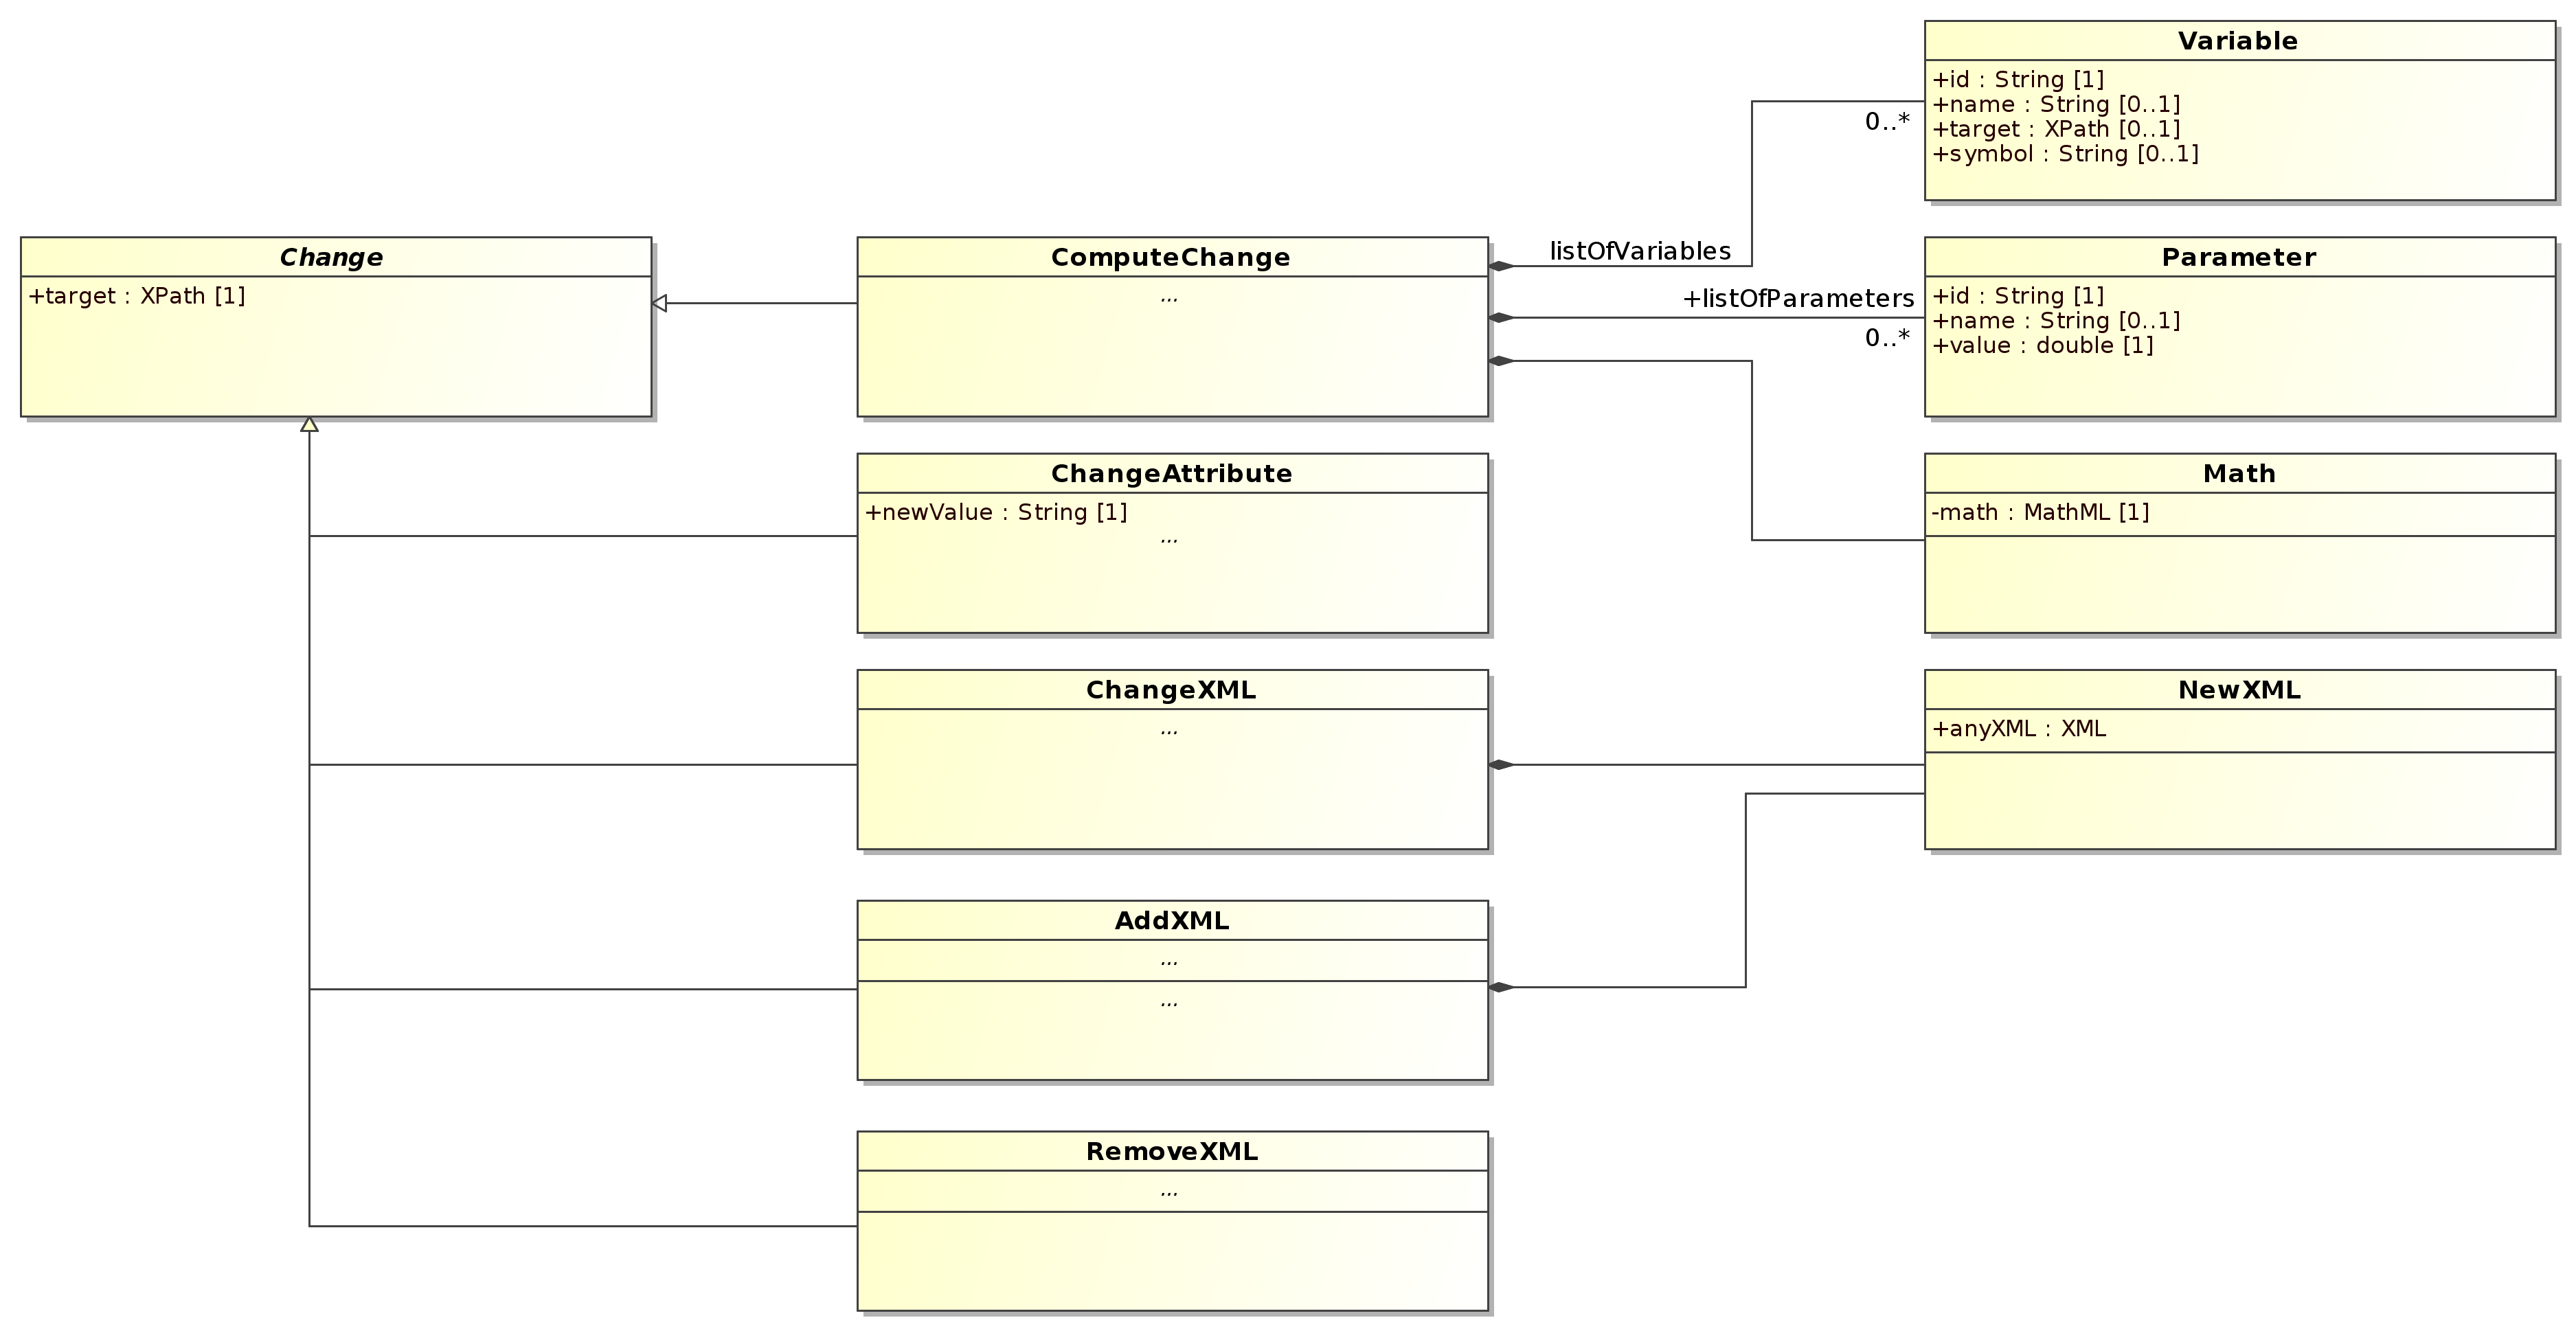 Variable
+id : String [1]
+name : String [0..1]
+target : XPath [0..1]
+symbol : String [0..1]
0..*
Change
+target : XPath [1]
ComputeChange
...
listOfVariables
+listOfParameters
0..*
Parameter
+id : String [1]
+name : String [0..1]
+value : double [1]
ChangeAttribute
+newValue : String [1]
...
Math
-math : MathML [1]
ChangeXML
...
NewXML
+anyXML : XML
AddXML
...
...
RemoveXML
...